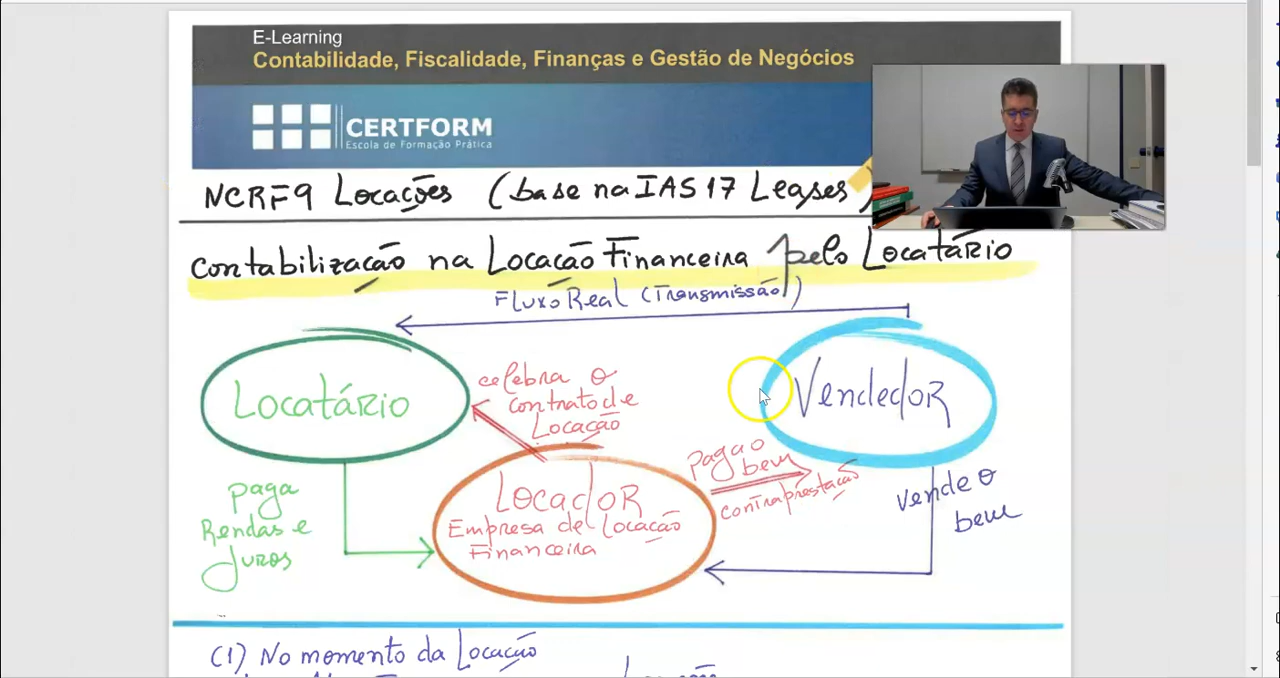 E-Learning
Contabilidade, Fiscalidade, Finanças e Gestão de Negócios
CERTFORM
Escola de Formação Prática
NCRF9 Locações (base na IAS 17 Leases)
Contabilização na Locação Financeira pelo Locatário
Fluxo Real (Transmissão)
Locatário
celebra o
contrato de
Locação
Vendedor
paga o
bem
contraprestação
Locador
Empresa de Locação
Financeira
paga
Rendas e
Juros
vende o
bem
(1) No momento da Locação